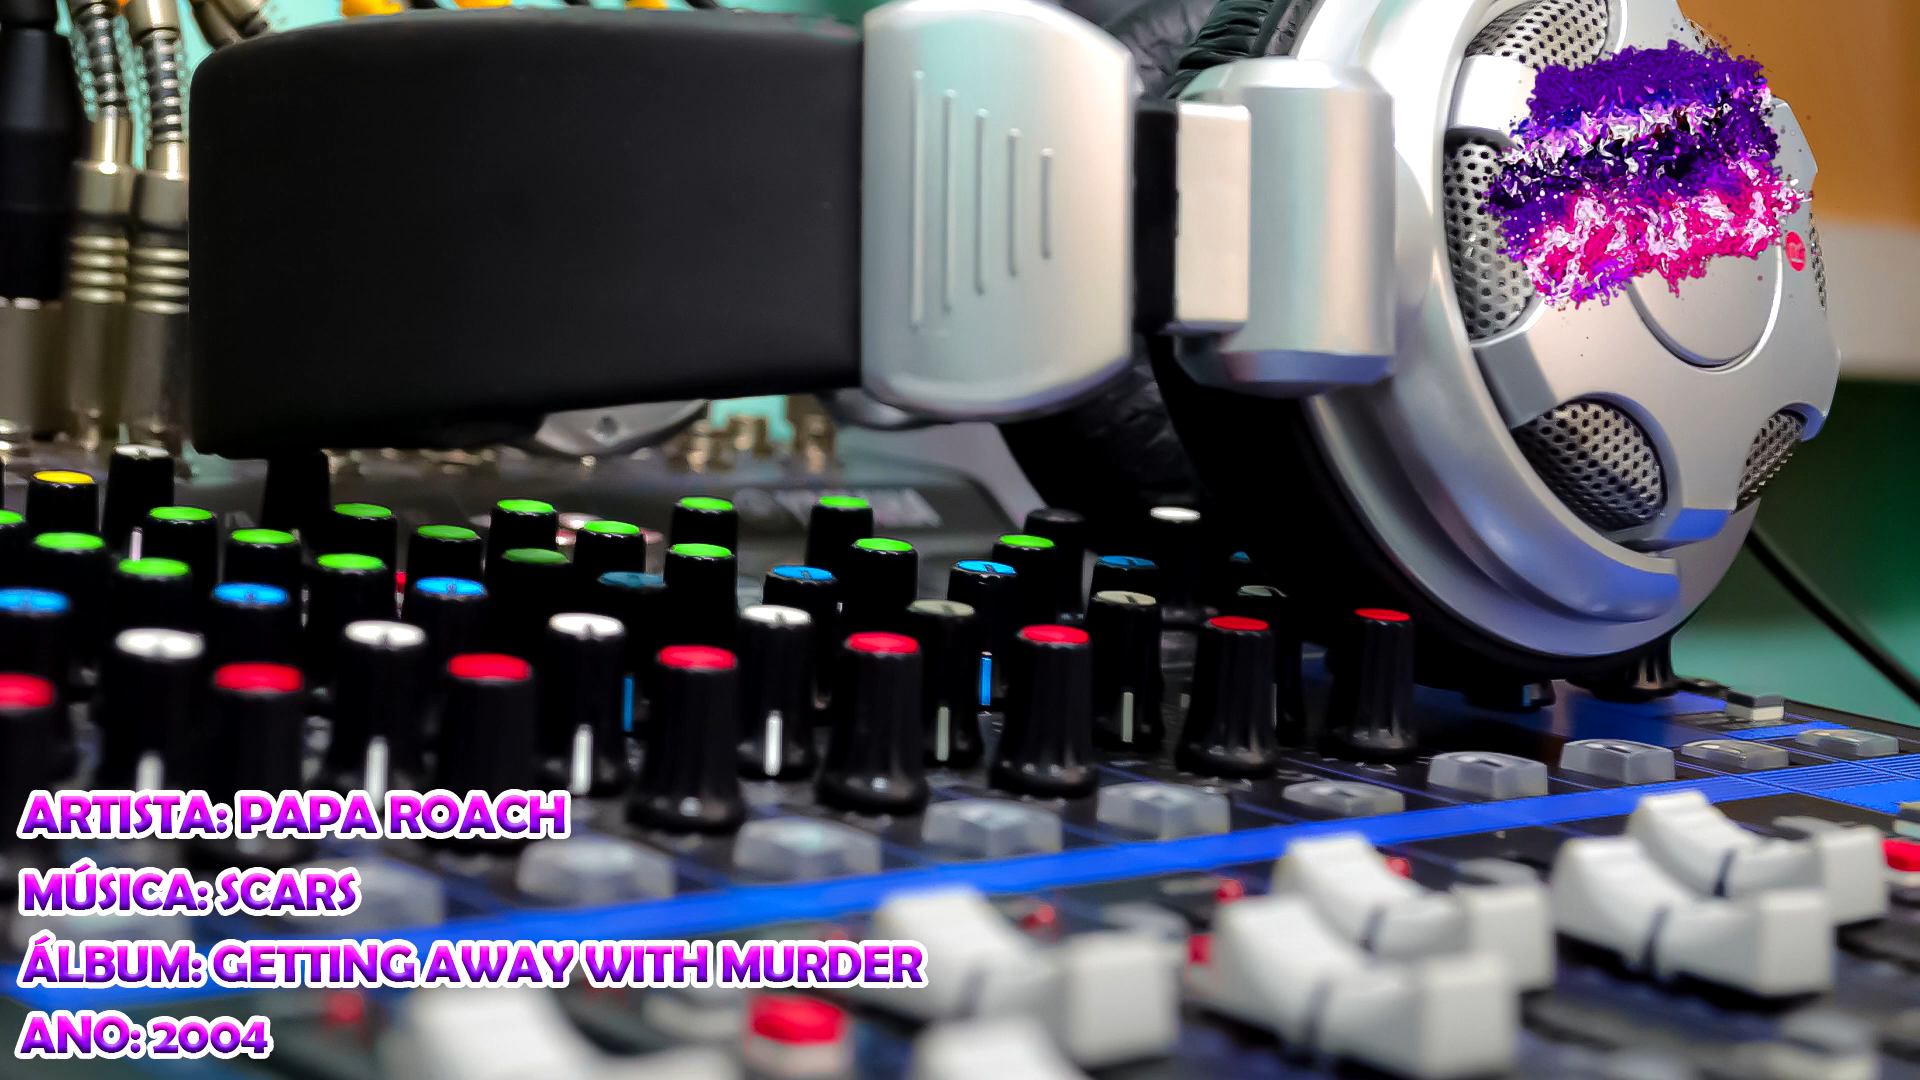 ARTISTA: PAPA ROACH
MÚSICA: SCARS
ÁLBUM: GETTING AWAY WITH MURDER
ANO: 2004